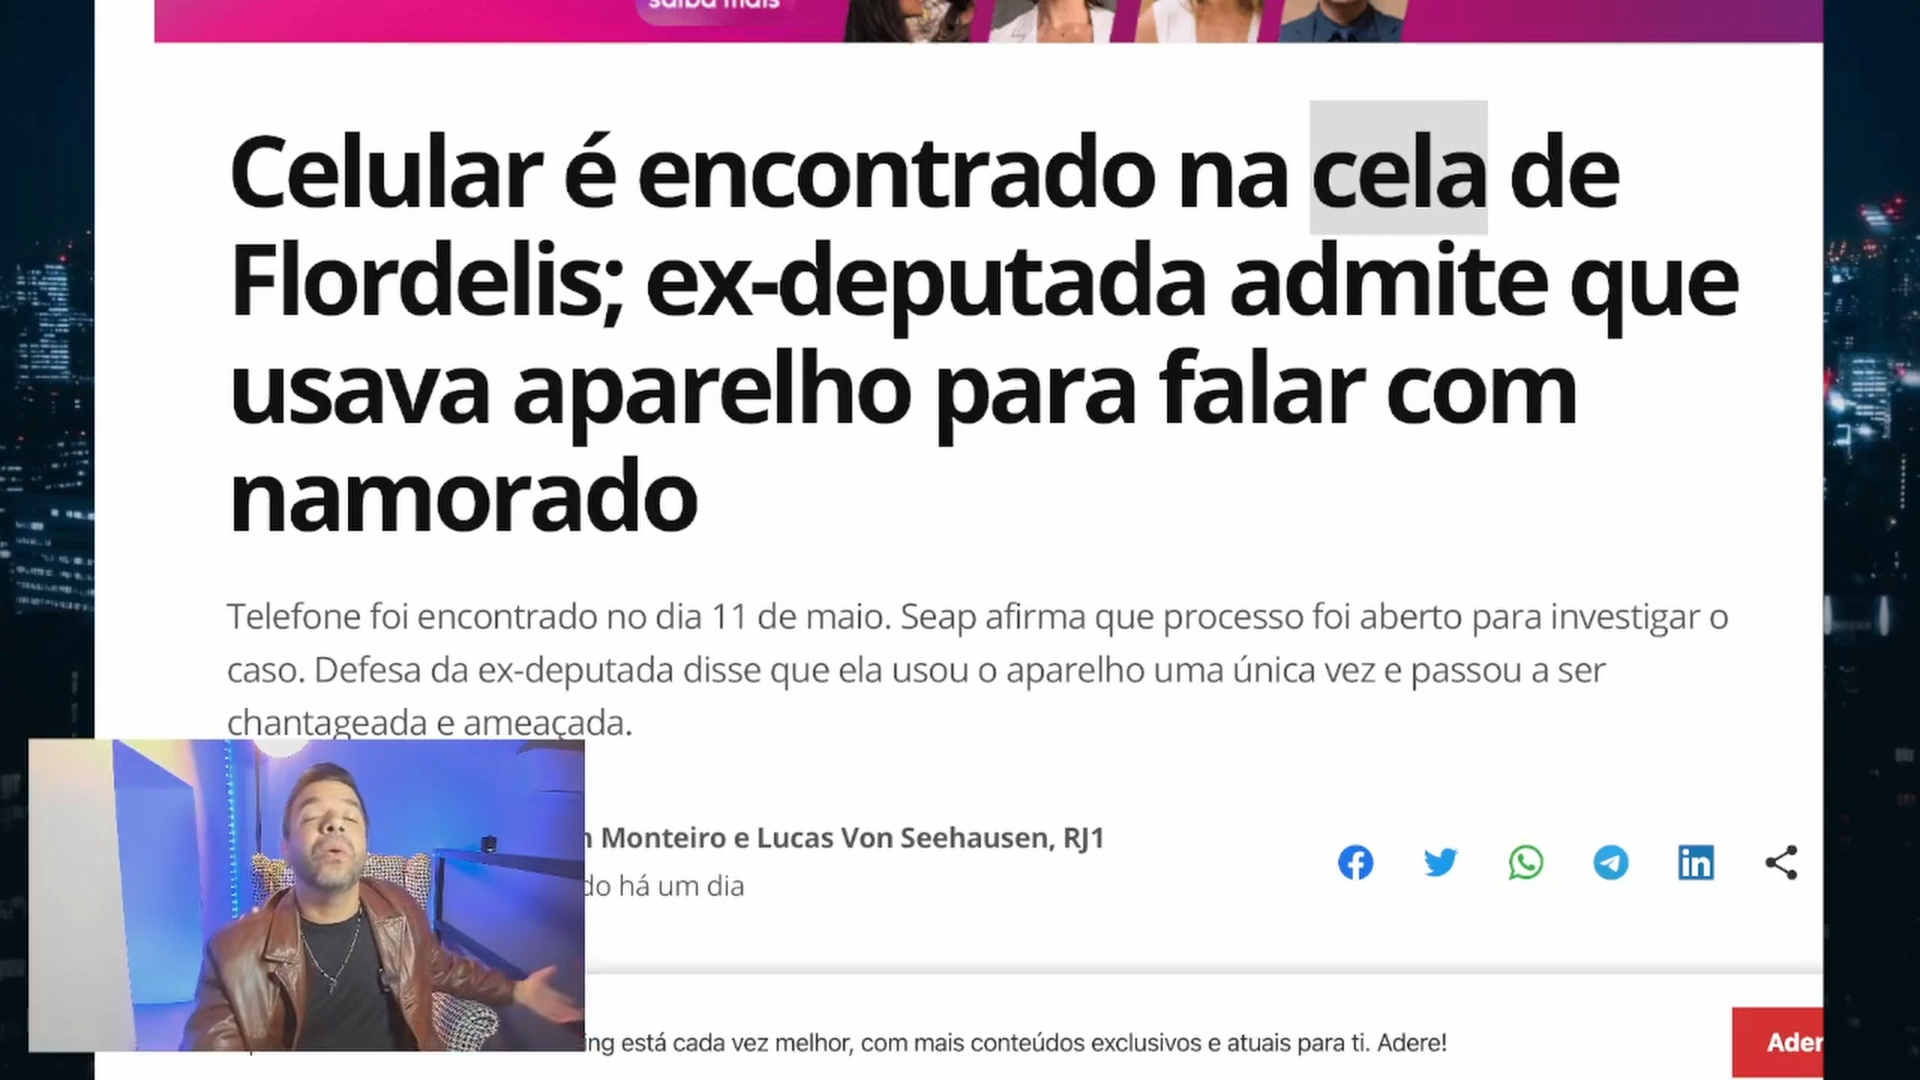 saiba mais
Celular é encontrado na cela de
Flordelis; ex-deputada admite que
usava aparelho para falar com
namorado
Telefone foi encontrado no dia 11 de maio. Seap afirma que processo foi aberto para investigar o
caso. Defesa da ex-deputada disse que ela usou o aparelho uma única vez e passou a ser
chantageada e ameaçada.
Monteiro e Lucas Von Seehausen, RJ1
há um dia
está cada vez melhor, com mais conteúdos exclusivos e atuais para ti. Adere!